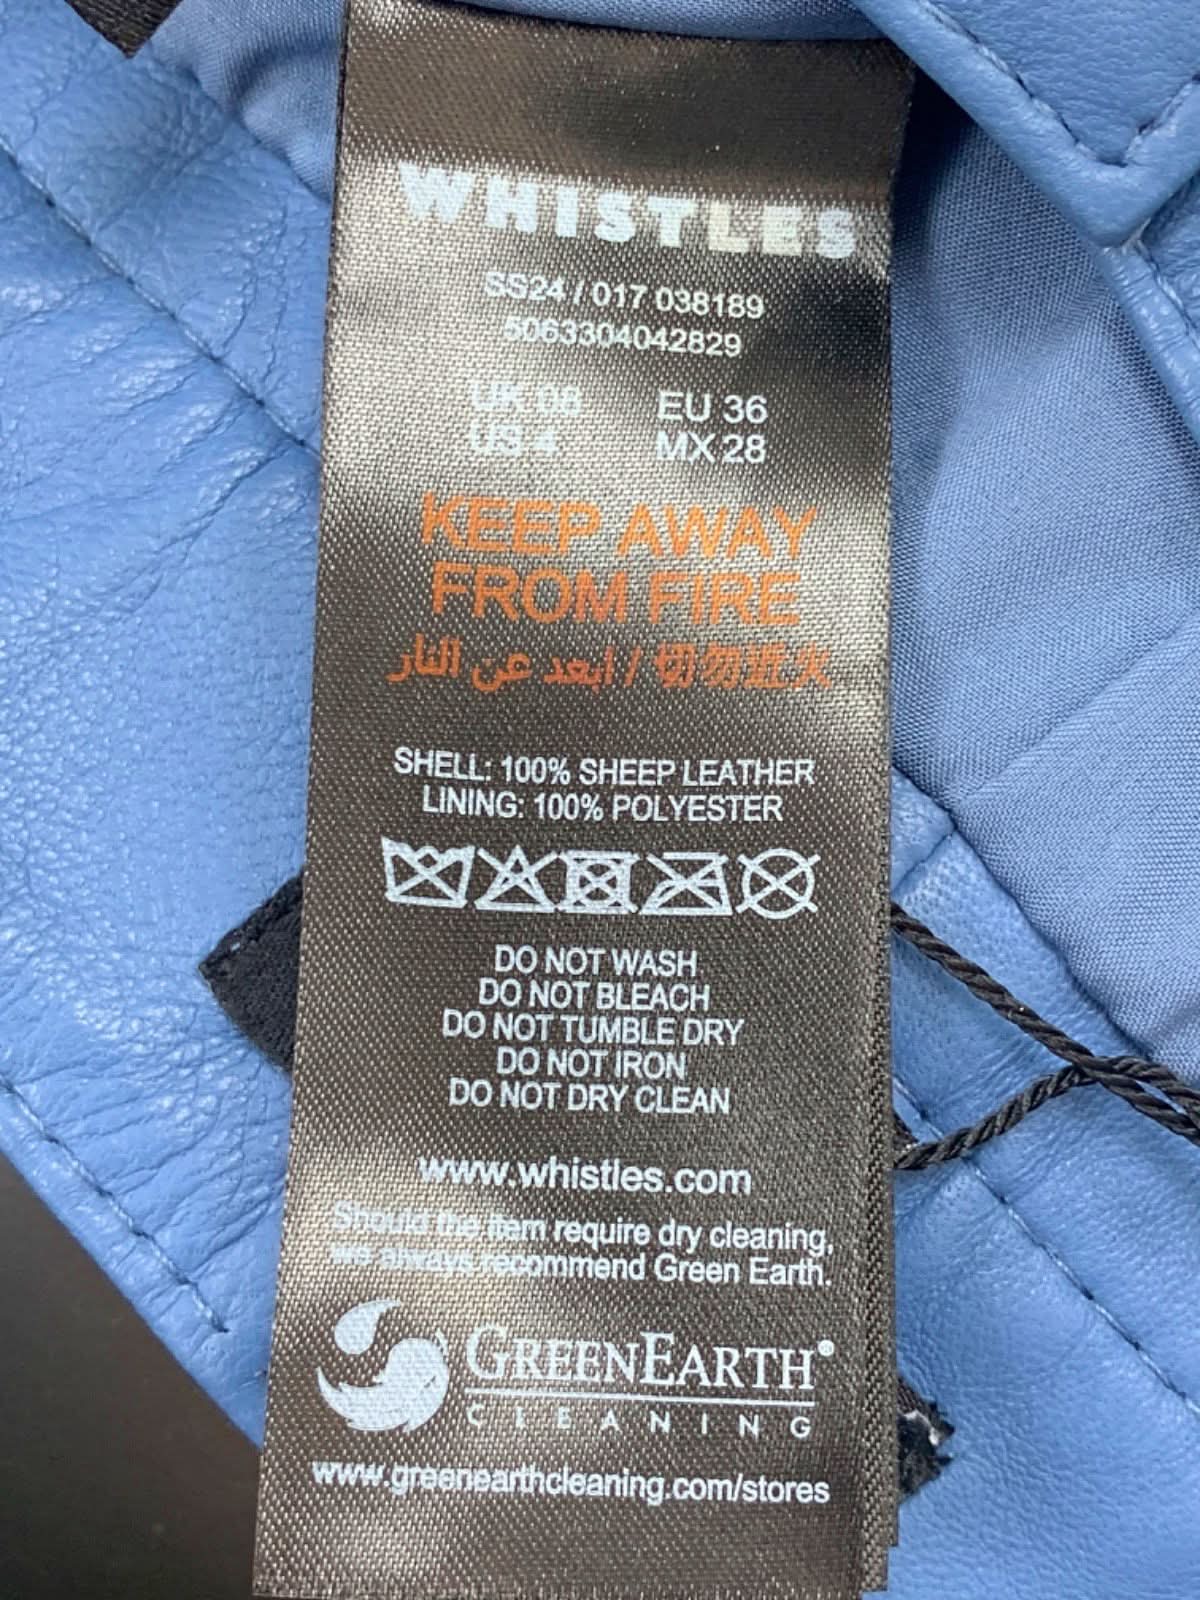 WHISTLES
SS24 / 017 038189
5063304042829
UK 08 EU 36
US 4 MX 28
KEEP AWAY
FROM FIRE
切勿近火 / ابعد عن النار
SHELL: 100% SHEEP LEATHER
LINING: 100% POLYESTER
DO NOT WASH
DO NOT BLEACH
DO NOT TUMBLE DRY
DO NOT IRON
DO NOT DRY CLEAN
www.whistles.com
Should the item require dry cleaning,
we always recommend Green Earth.
GREENEARTH®
CLEANING
www.greenearthcleaning.com/stores